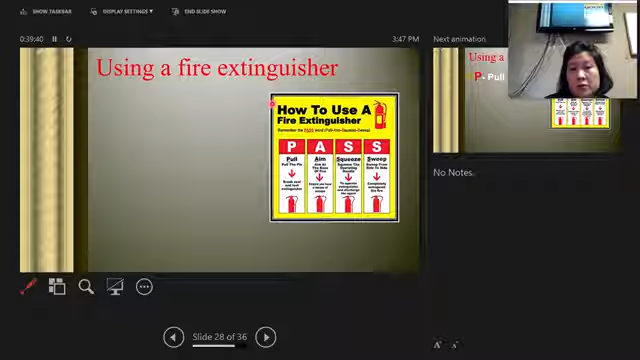 SHOW TASKBAR
DISPLAY SETTINGS
END SLIDE SHOW
0:39:40
3:47 PM
Next animation
Using a fire extinguisher
How To Use A
Fire Extinguisher
Remember the PASS word (Pull-Aim-Squeeze-Sweep)
P A S S
Pull
Pull The Pin
Aim
Aim At
The Base
Of Fire
Squeeze
Squeeze The
Operating
Handle
Sweep
Sweep From
Side To Side
Using a
P- Pull
No Notes.
Slide 28 of 36